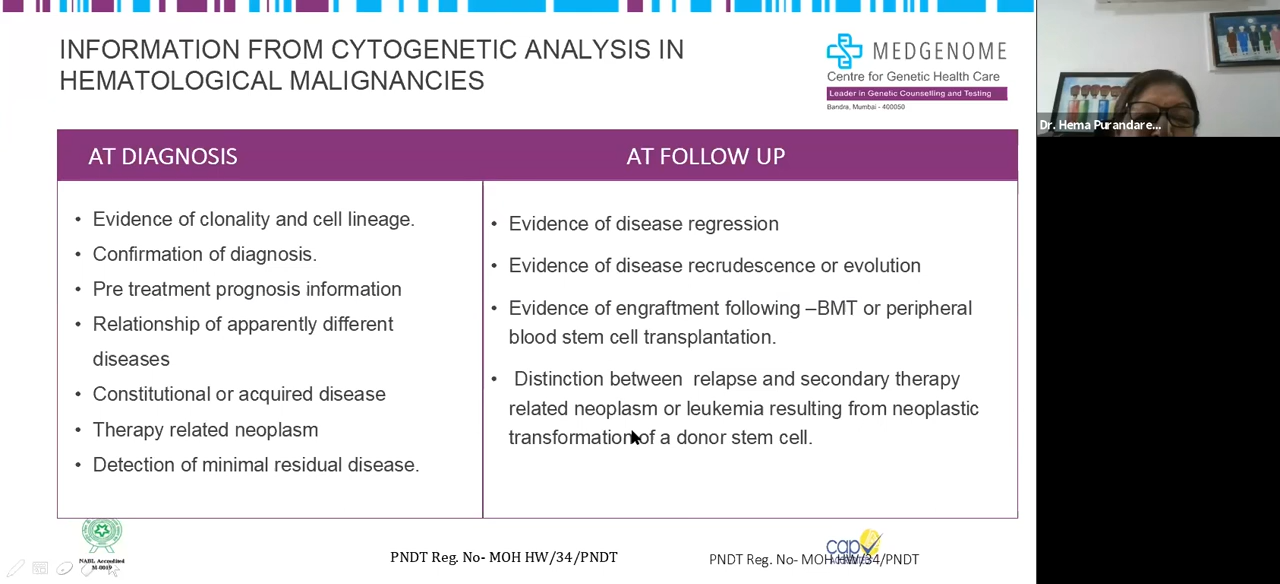 INFORMATION FROM CYTOGENETIC ANALYSIS IN
HEMATOLOGICAL MALIGNANCIES
MEDGENOME
Centre for Genetic Health Care
Leader in Genetic Counselling and Testing
Bandra, Mumbai - 400050
Dr. Hema Purandare...
AT DIAGNOSIS
• Evidence of clonality and cell lineage.
• Confirmation of diagnosis.
• Pre treatment prognosis information
• Relationship of apparently different
diseases
• Constitutional or acquired disease
• Therapy related neoplasm
• Detection of minimal residual disease.
AT FOLLOW UP
• Evidence of disease regression
• Evidence of disease recrudescence or evolution
• Evidence of engraftment following –BMT or peripheral
blood stem cell transplantation.
• Distinction between relapse and secondary therapy
related neoplasm or leukemia resulting from neoplastic
transformation of a donor stem cell.
NABL Accredited
M-0019
PNDT Reg. No- MOH HW/34/PNDT
cap
PNDT Reg. No- MOH HW/34/PNDT